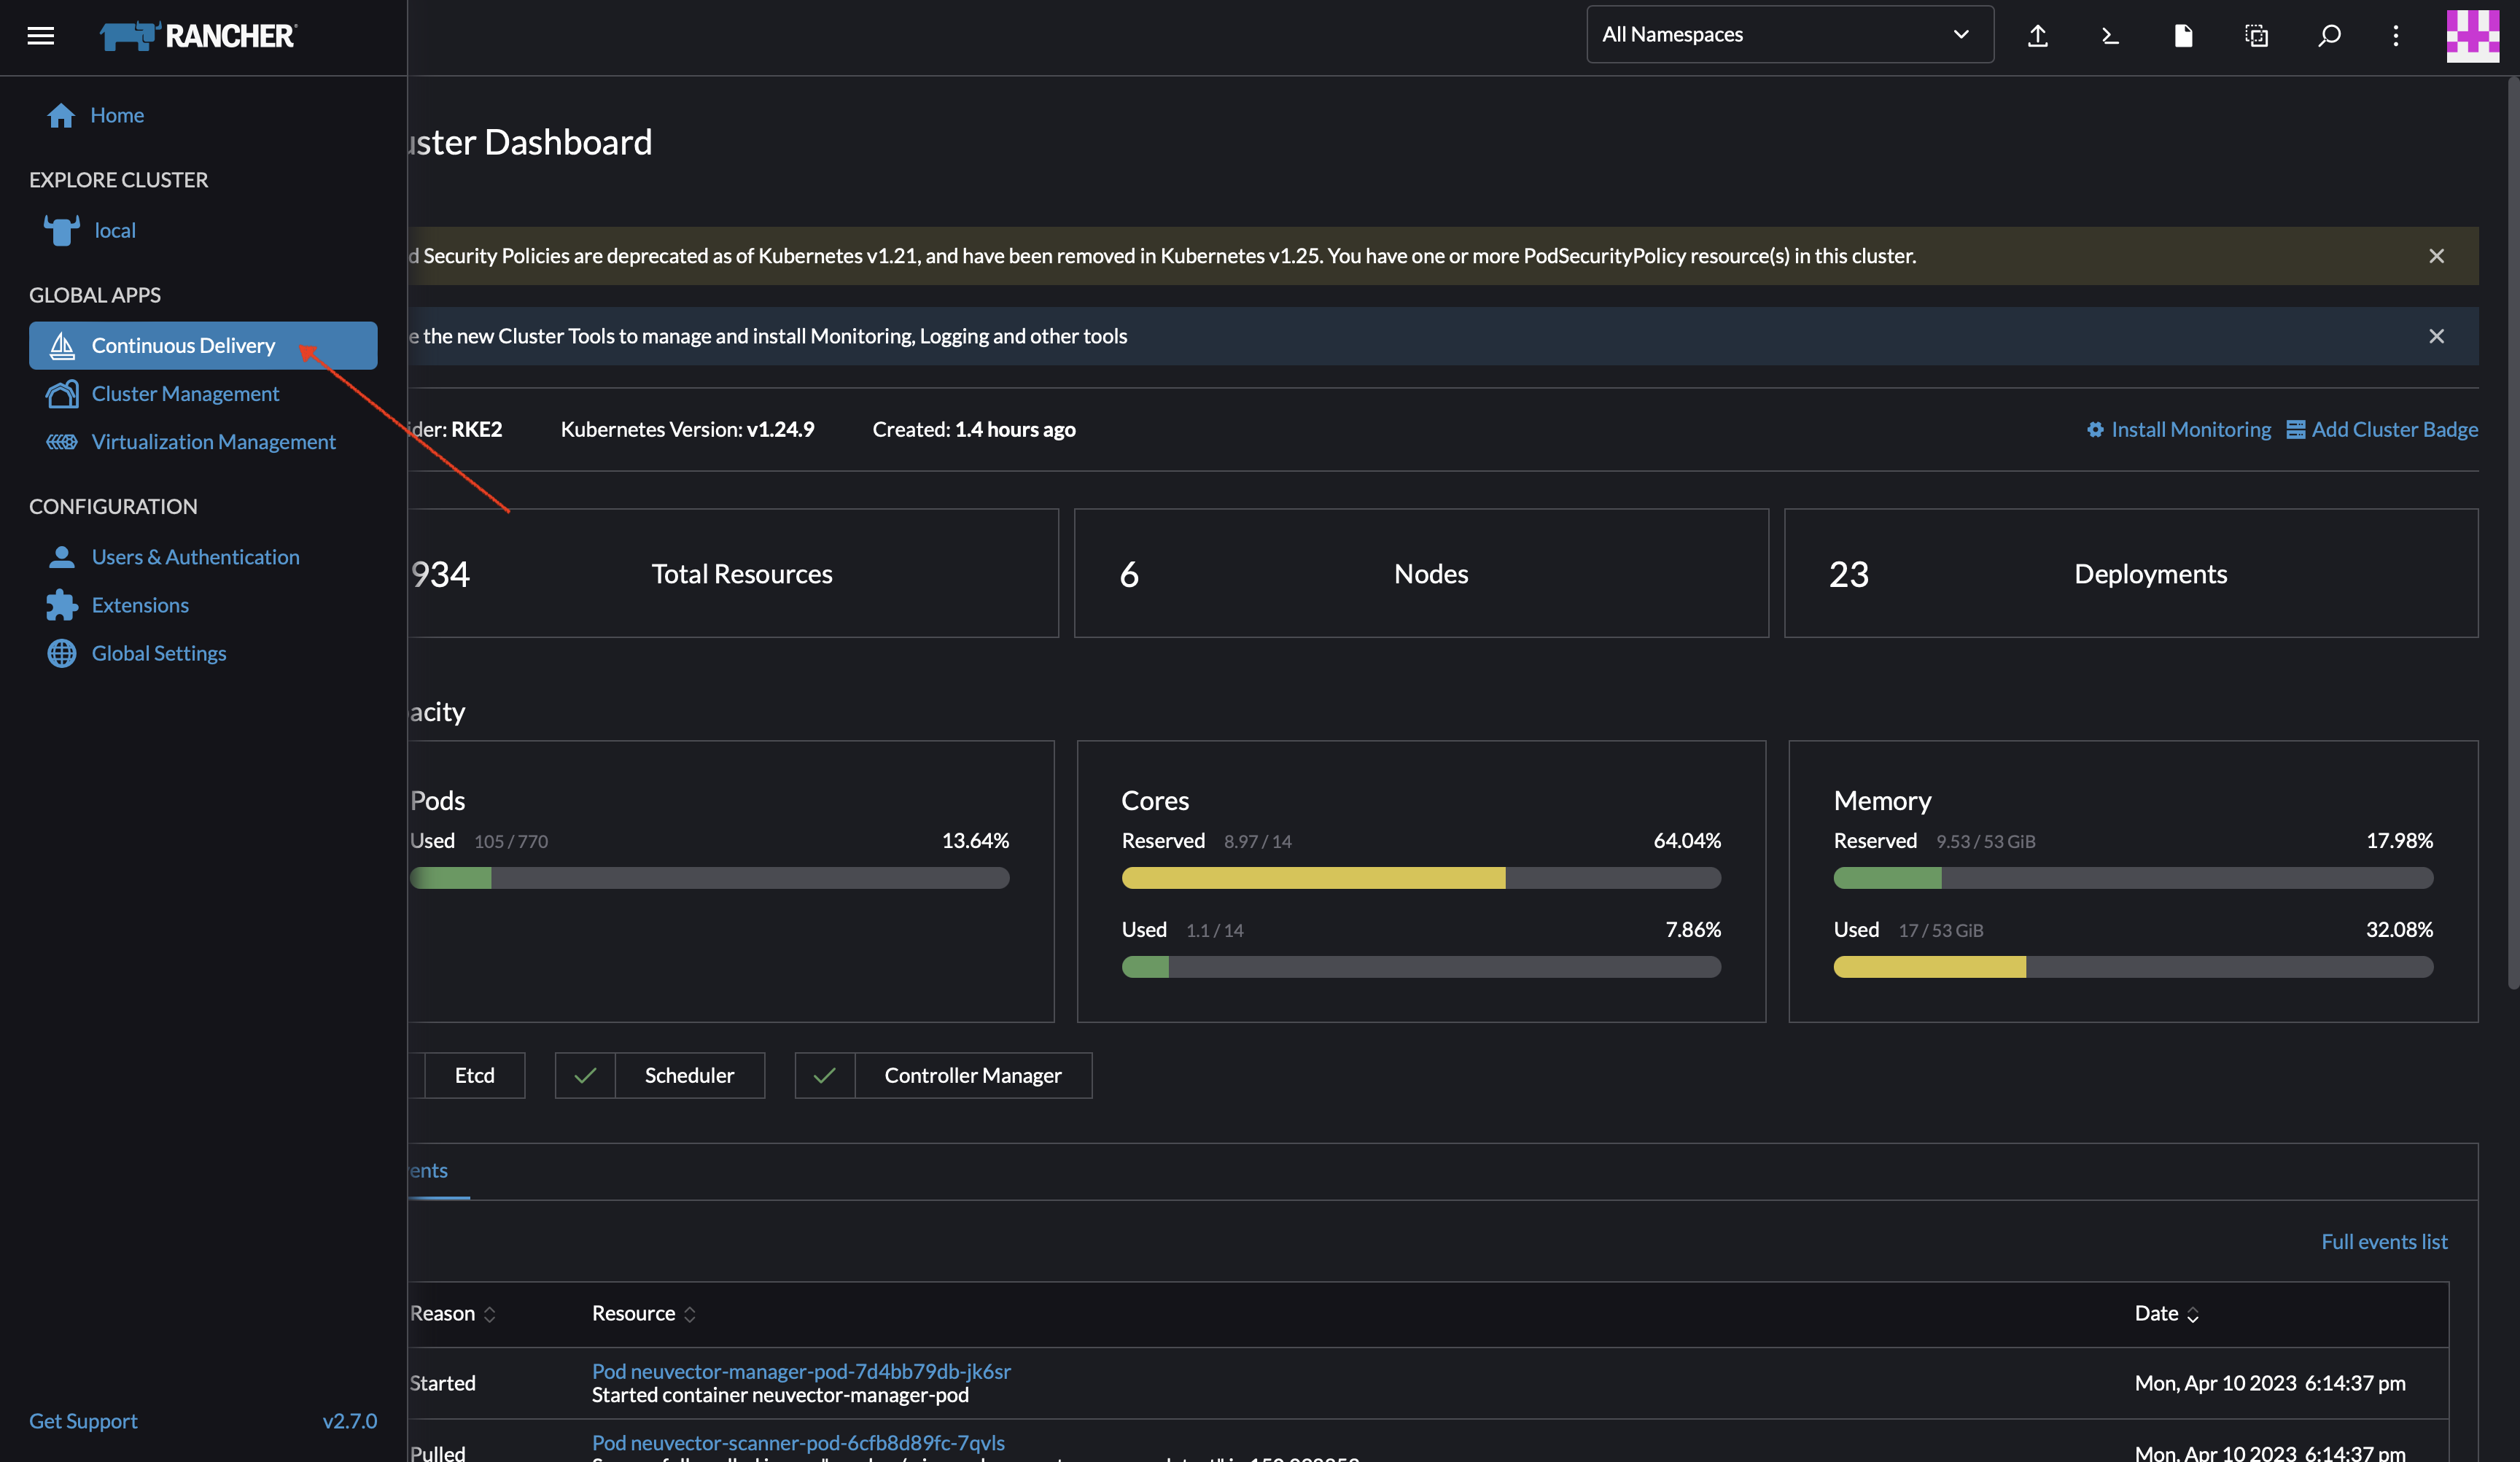 RANCHER
All Namespaces
Home
EXPLORE CLUSTER
local
GLOBAL APPS
Continuous Delivery
Cluster Management
Virtualization Management
CONFIGURATION
Users & Authentication
Extensions
Global Settings
Get Support v2.7.0
uster Dashboard
d Security Policies are deprecated as of Kubernetes v1.21, and have been removed in Kubernetes v1.25. You have one or more PodSecurityPolicy resource(s) in this cluster.
e the new Cluster Tools to manage and install Monitoring, Logging and other tools
ider: RKE2 Kubernetes Version: v1.24.9 Created: 1.4 hours ago Install Monitoring Add Cluster Badge
934 Total Resources 6 Nodes 23 Deployments
acity
Pods
Used 105 / 770 13.64%
Cores
Reserved 8.97 / 14 64.04%
Used 1.1 / 14 7.86%
Memory
Reserved 9.53 / 53 GiB 17.98%
Used 17 / 53 GiB 32.08%
Etcd Scheduler Controller Manager
ents
Full events list
Reason Resource Date
Started Pod neuvector-manager-pod-7d4bb79db-jk6sr Mon, Apr 10 2023 6:14:37 pm
Started container neuvector-manager-pod
Pulled Pod neuvector-scanner-pod-6cfb8d89fc-7qvls Mon, Apr 10 2023 6:14:37 pm